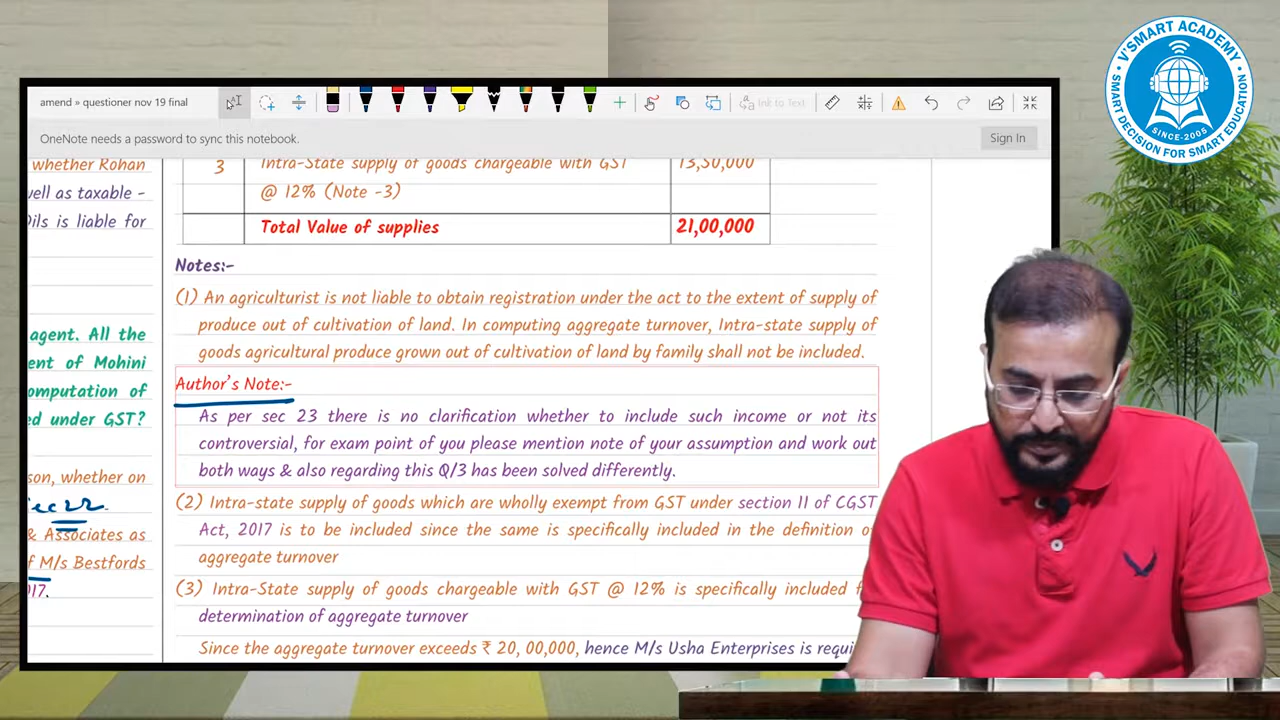 V'SMART ACADEMY
SMART DECISION FOR SMART EDUCATION
SINCE-2005
amend » questioner nov 19 final
Ink to Text
OneNote needs a password to sync this notebook.
Sign In
whether Rohan
well as taxable -
Oils is liable for
agent. All the
ent of Mohini
omputation of
ed under GST?
son, whether on
& Associates as
f M/s Bestfords
017.
3 Intra-State supply of goods chargeable with GST 13,50,000
@ 12% (Note -3)
Total Value of supplies 21,00,000
Notes:-
(1) An agriculturist is not liable to obtain registration under the act to the extent of supply of
produce out of cultivation of land. In computing aggregate turnover, Intra-state supply of
goods agricultural produce grown out of cultivation of land by family shall not be included.
Author's Note:-
As per sec 23 there is no clarification whether to include such income or not its
controversial, for exam point of you please mention note of your assumption and work out
both ways & also regarding this Q/3 has been solved differently.
(2) Intra-state supply of goods which are wholly exempt from GST under section 11 of CGST
Act, 2017 is to be included since the same is specifically included in the definition o
aggregate turnover
(3) Intra-State supply of goods chargeable with GST @ 12% is specifically included f
determination of aggregate turnover
Since the aggregate turnover exceeds ₹ 20, 00,000, hence M/s Usha Enterprises is requi